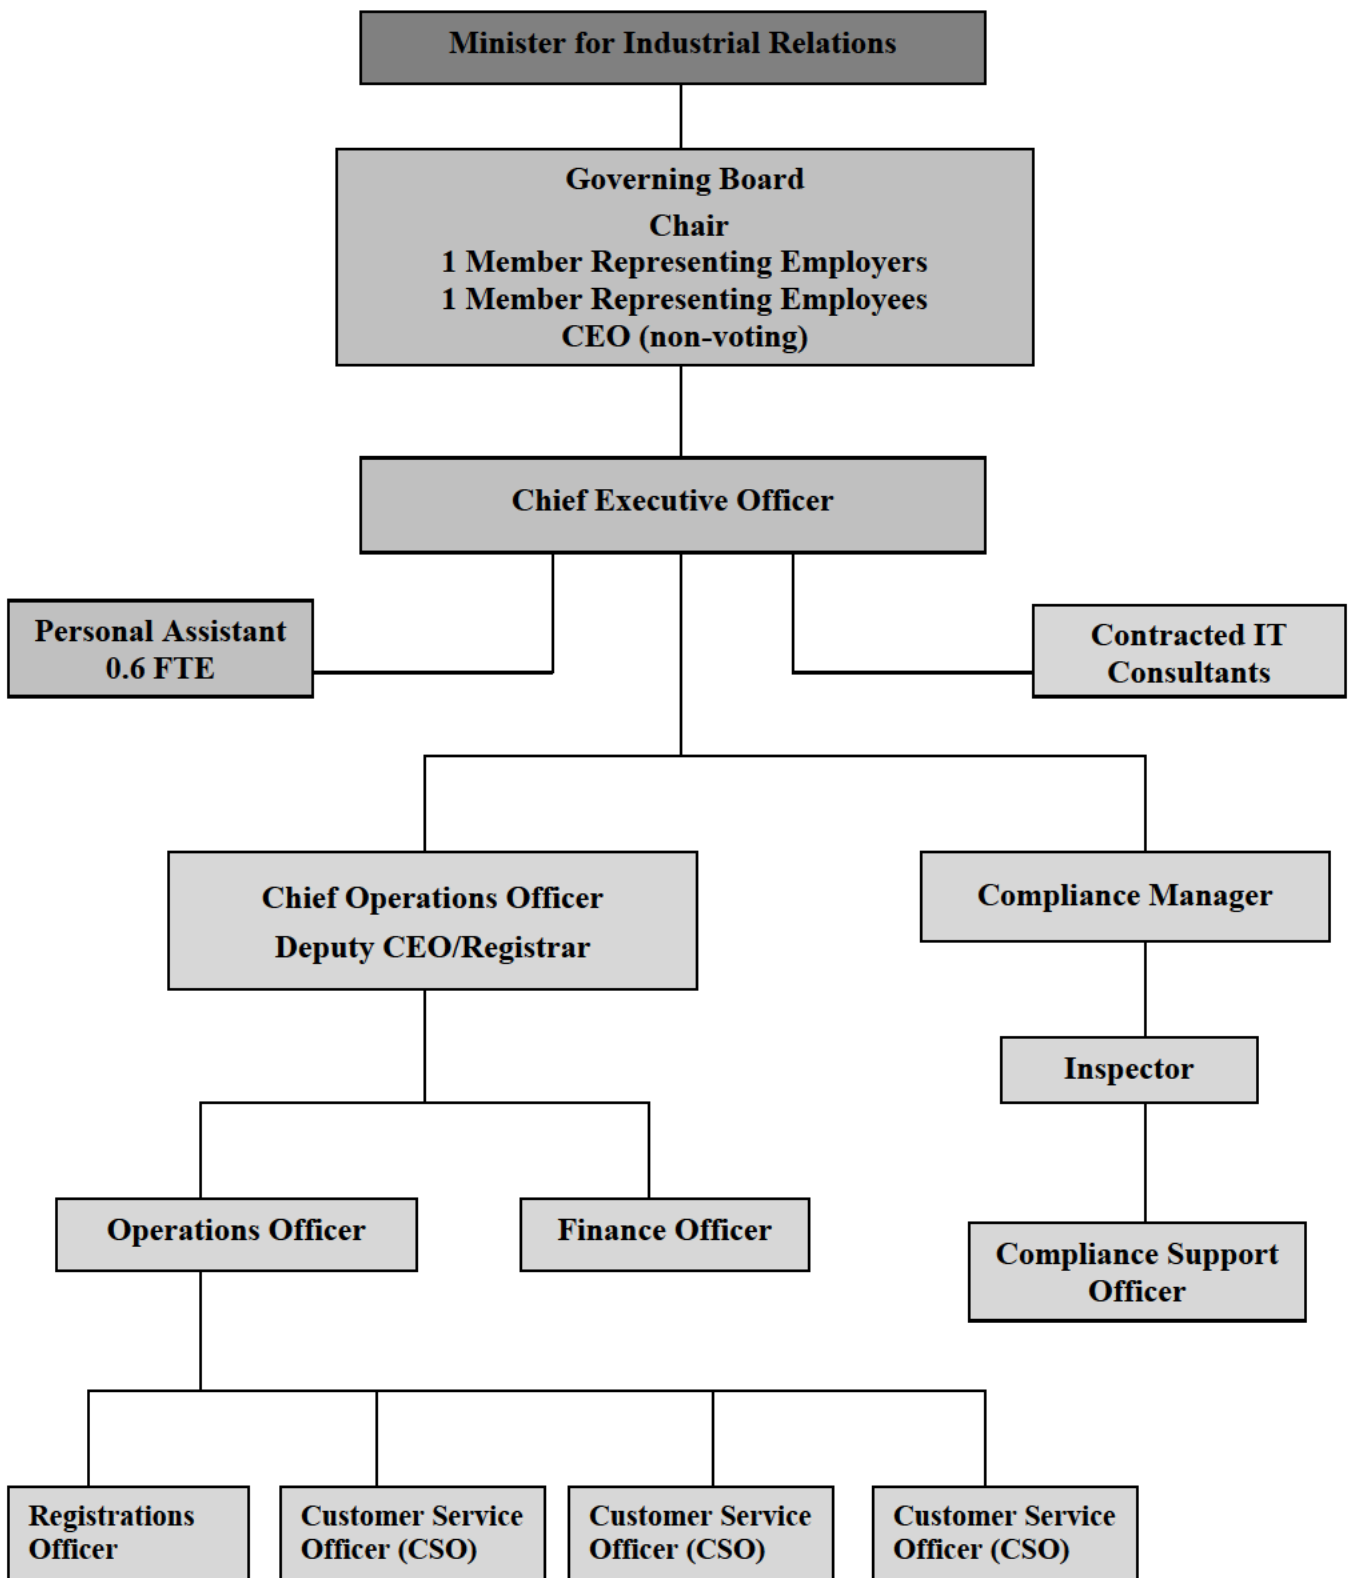 Minister for Industrial Relations
Governing Board
Chair
1 Member Representing Employers
1 Member Representing Employees
CEO (non-voting)
Chief Executive Officer
Personal Assistant
0.6 FTE
Contracted IT
Consultants
Chief Operations Officer
Deputy CEO/Registrar
Compliance Manager
Inspector
Operations Officer
Finance Officer
Compliance Support
Officer
Registrations
Officer
Customer Service
Officer (CSO)
Customer Service
Officer (CSO)
Customer Service
Officer (CSO)